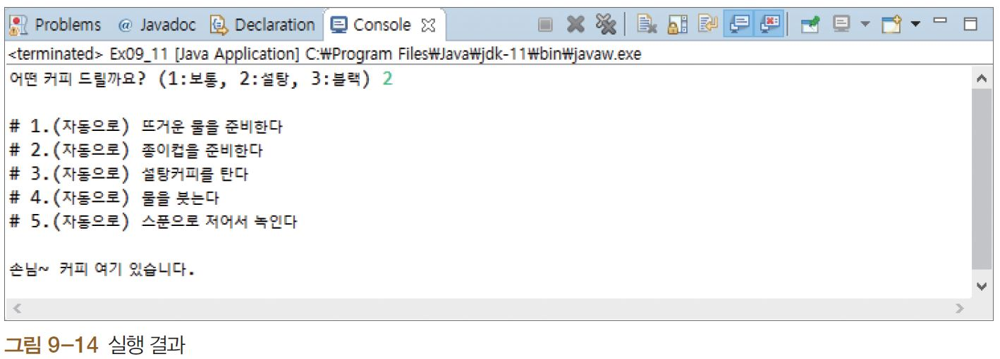 Problems @ Javadoc Declaration Console
<terminated> Ex09_11 [Java Application] C:₩Program Files₩Java₩jdk-11₩bin₩javaw.exe
어떤 커피 드릴까요? (1:보통, 2:설탕, 3:블랙) 2
# 1.(자동으로) 뜨거운 물을 준비한다
# 2.(자동으로) 종이컵을 준비한다
# 3.(자동으로) 설탕커피를 탄다
# 4.(자동으로) 물을 붓는다
# 5.(자동으로) 스푼으로 저어서 녹인다
손님~ 커피 여기 있습니다.
그림 9-14 실행 결과